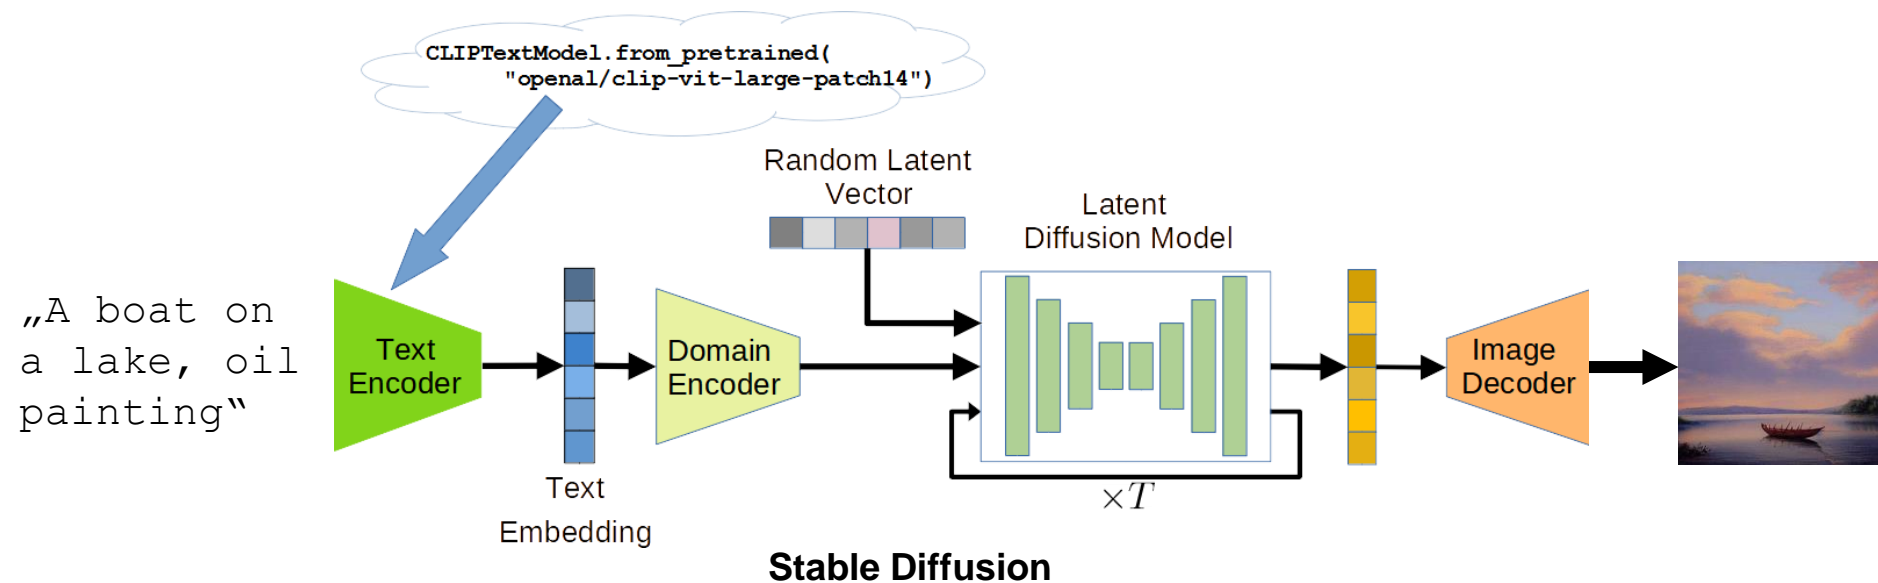 CLIPTextModel.from_pretrained(
"openal/clip-vit-large-patch14")
Random Latent
Vector
Latent
Diffusion Model
„A boat on
a lake, oil
painting“
Text
Encoder
Domain
Encoder
Image
Decoder
×T
Text
Embedding
Stable Diffusion